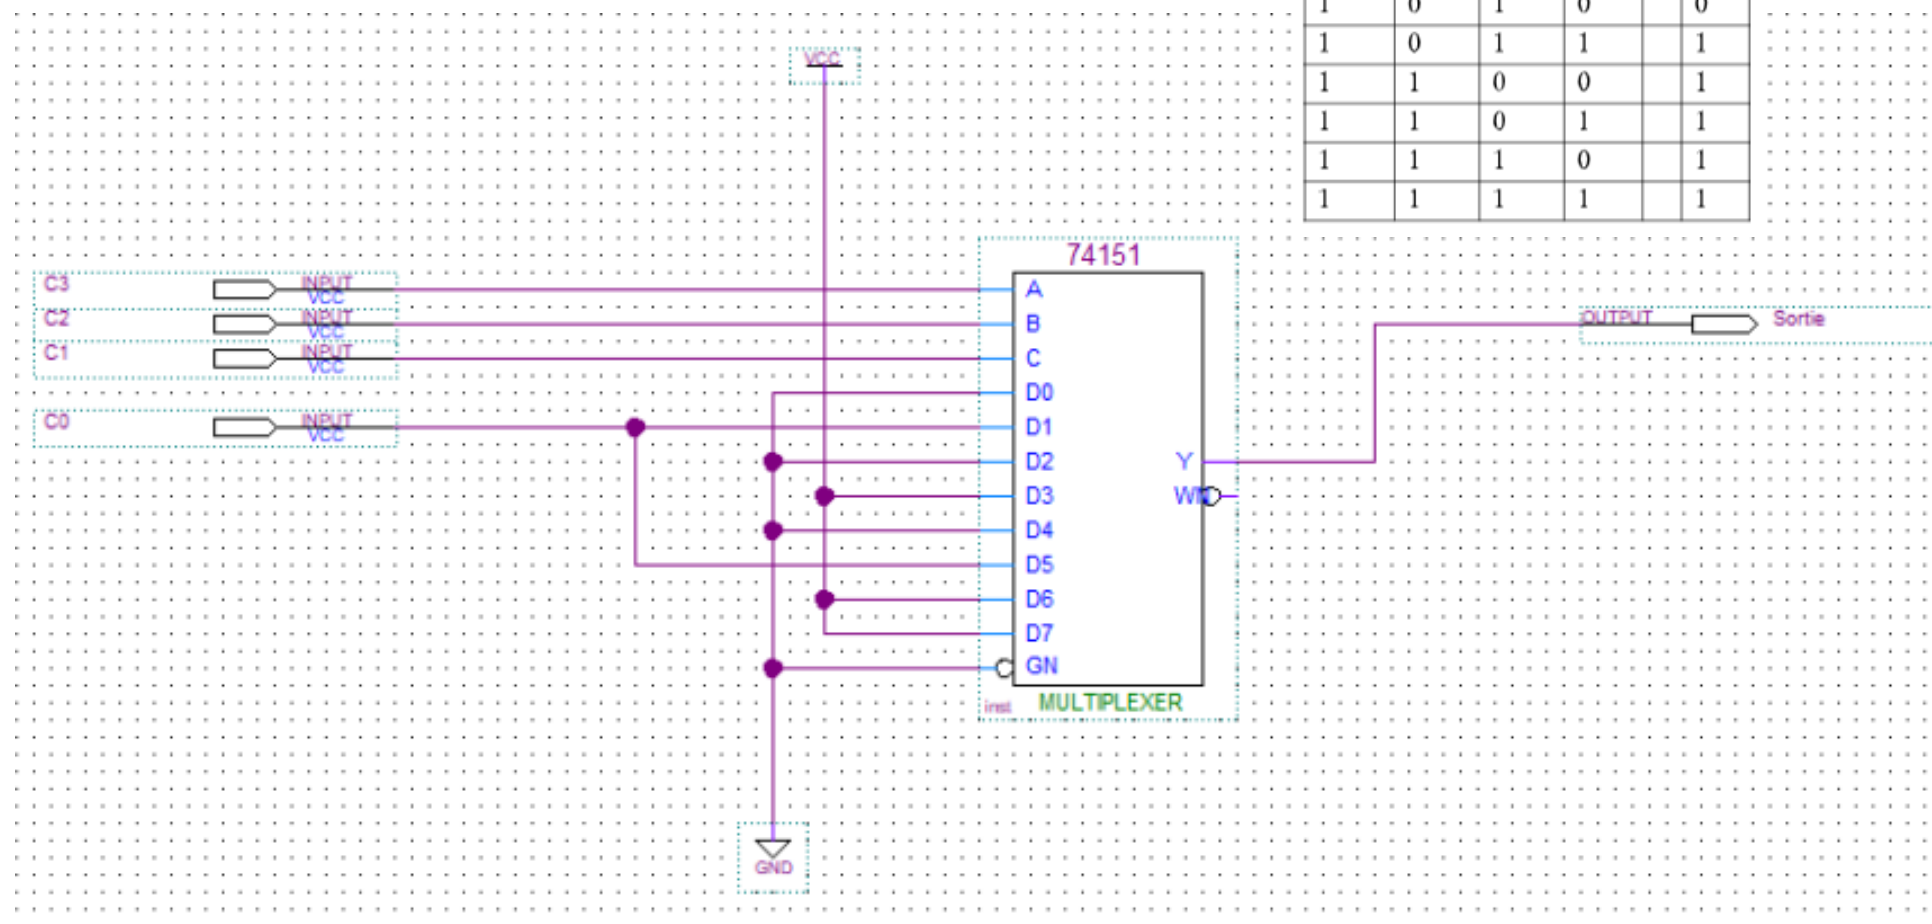 1 0 1 0 0
1 0 1 1 1
1 1 0 0 1
1 1 0 1 1
1 1 1 0 1
1 1 1 1 1
VCC
74151
C3 INPUT VCC
C2 INPUT VCC
C1 INPUT VCC
C0 INPUT VCC
A
B
C
D0
D1
D2
D3
D4
D5
D6
D7
GN
Y
WN
inst
MULTIPLEXER
OUTPUT Sortie
GND